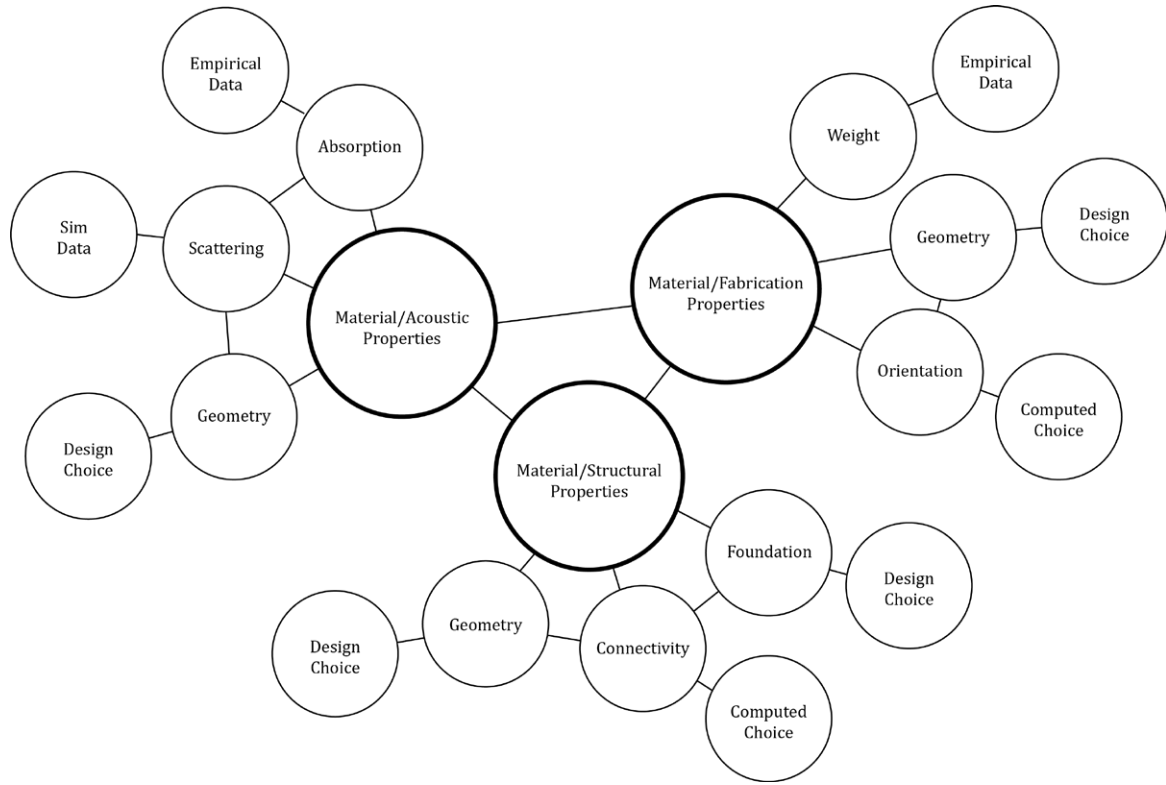 Empirical
Data
Absorption
Sim
Data
Scattering
Material/Acoustic
Properties
Geometry
Design
Choice
Empirical
Data
Weight
Geometry
Design
Choice
Material/Fabrication
Properties
Orientation
Computed
Choice
Material/Structural
Properties
Foundation
Design
Choice
Geometry
Design
Choice
Connectivity
Computed
Choice